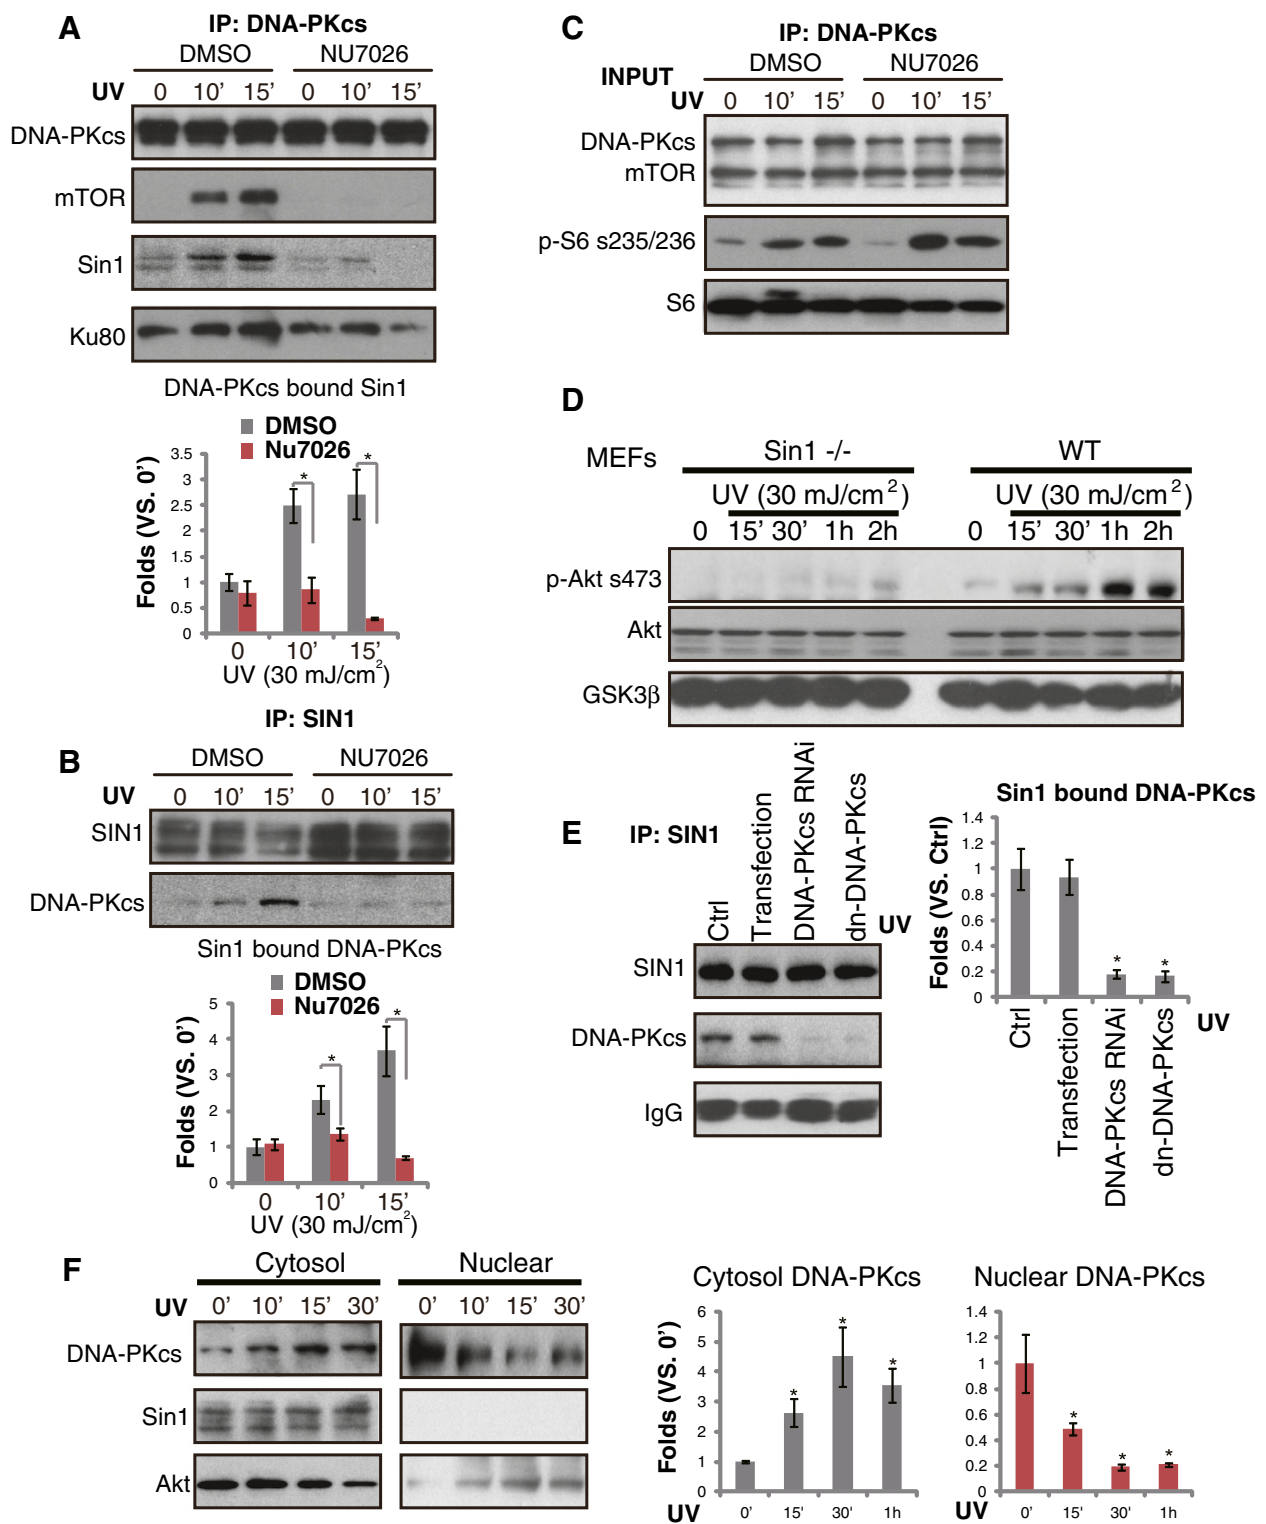 A
IP: DNA-PKcs
DMSO NU7026
UV 0 10’ 15’ 0 10’ 15’
DNA-PKcs
mTOR
Sin1
Ku80
DNA-PKcs bound Sin1
DMSO
Nu7026
Folds (VS. 0’)
3.5
3
2.5
2
1.5
1
0.5
0
* *
0 10’ 15’
UV (30 mJ/cm2)
B
IP: SIN1
DMSO NU7026
UV 0 10’ 15’ 0 10’ 15’
SIN1
DNA-PKcs
Sin1 bound DNA-PKcs
DMSO
Nu7026
Folds (VS. 0’)
5
4
3
2
1
0
* *
0 10’ 15’
UV (30 mJ/cm2)
C
IP: DNA-PKcs
DMSO NU7026
INPUT
UV 0 10’ 15’ 0 10’ 15’
DNA-PKcs
mTOR
p-S6 s235/236
S6
D
MEFs Sin1 -/- WT
UV (30 mJ/cm2) UV (30 mJ/cm2)
0 15’ 30’ 1h 2h 0 15’ 30’ 1h 2h
p-Akt s473
Akt
GSK3β
E
IP: SIN1
Ctrl
Transfection
DNA-PKcs RNAi
dn-DNA-PKcs
UV
SIN1
DNA-PKcs
IgG
Sin1 bound DNA-PKcs
Folds (VS. Ctrl)
1.4
1.2
1
0.8
0.6
0.4
0.2
0
* *
Ctrl
Transfection
DNA-PKcs RNAi
dn-DNA-PKcs
UV
F
Cytosol Nuclear
UV 0’ 10’ 15’ 30’ 0’ 10’ 15’ 30’
DNA-PKcs
Sin1
Akt
Cytosol DNA-PKcs
Folds (VS. 0’)
6
5
4
3
2
1
0
* * *
UV 0' 15' 30' 1h
Nuclear DNA-PKcs
1.4
1.2
1
0.8
0.6
0.4
0.2
0
* * *
UV 0' 15' 30' 1h